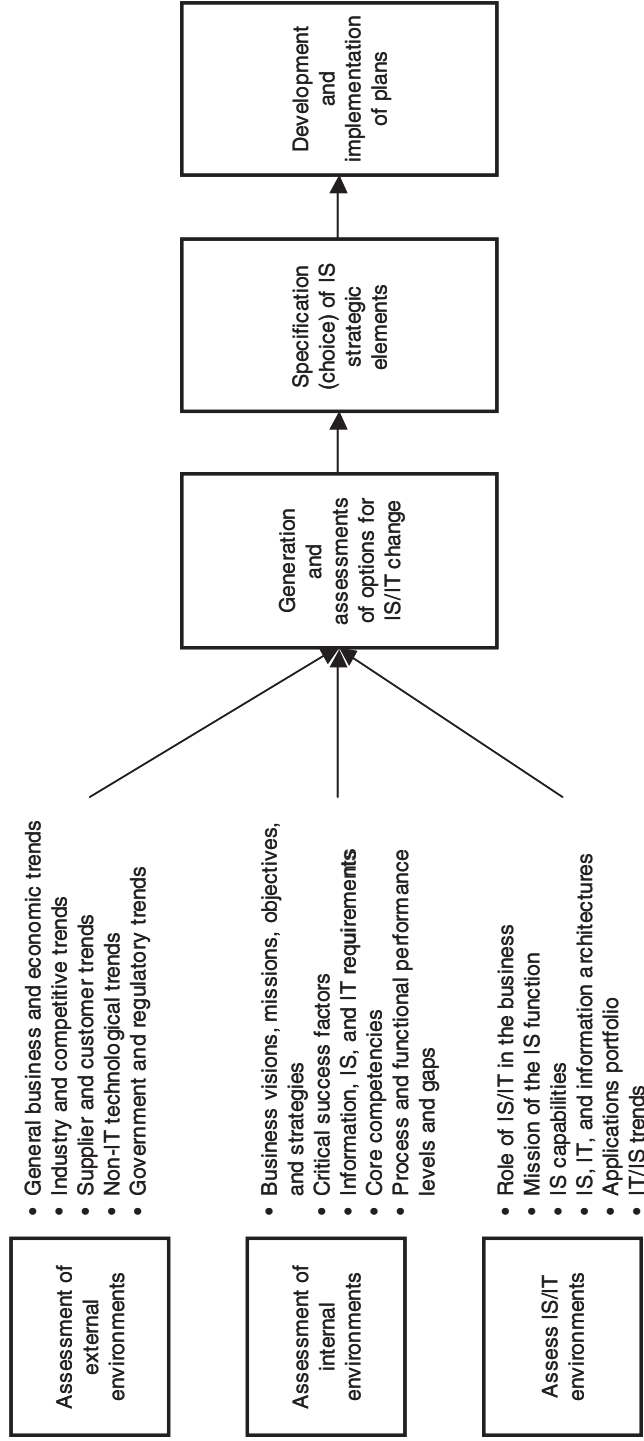 Assessment of
external
environments
• General business and economic trends
• Industry and competitive trends
• Supplier and customer trends
• Non-IT technological trends
• Government and regulatory trends
Assessment of
internal
environments
• Business visions, missions, objectives,
and strategies
• Critical success factors
• Information, IS, and IT requirements
• Core competencies
• Process and functional performance
levels and gaps
Assess IS/IT
environments
• Role of IS/IT in the business
• Mission of the IS function
• IS capabilities
• IS, IT, and information architectures
• Applications portfolio
• IT/IS trends
Generation
and
assessments
of options for
IS/IT change
Specification
(choice) of IS
strategic
elements
Development
and
implementation
of plans